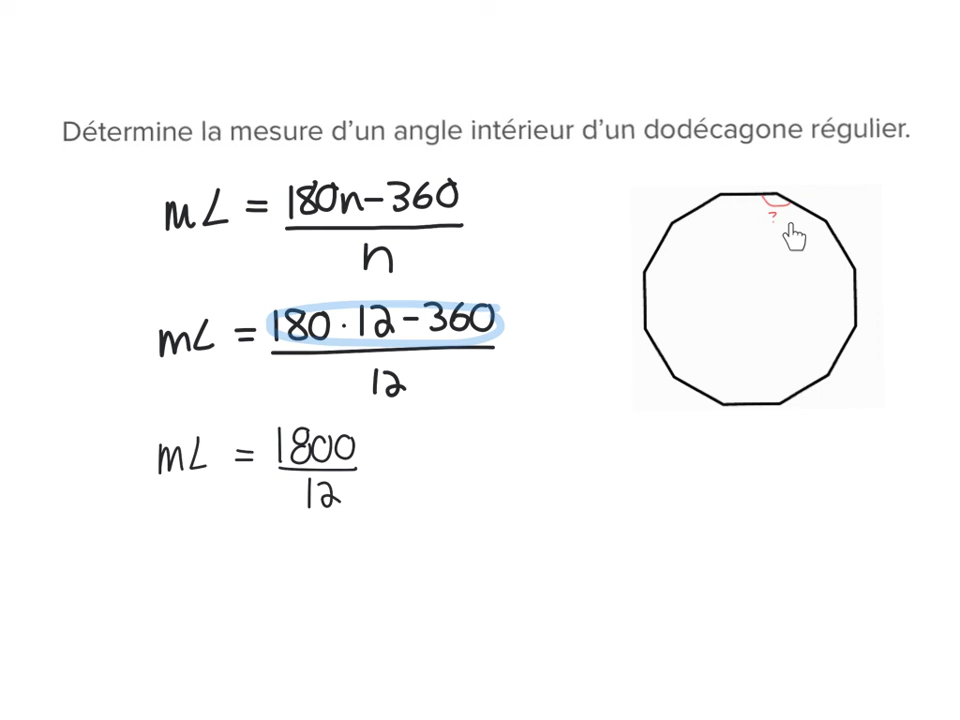 Détermine la mesure d'un angle intérieur d'un dodécagone régulier.
m∠ = 180n-360
n
?
m∠ = 180·12-360
12
m∠ = 1800
12